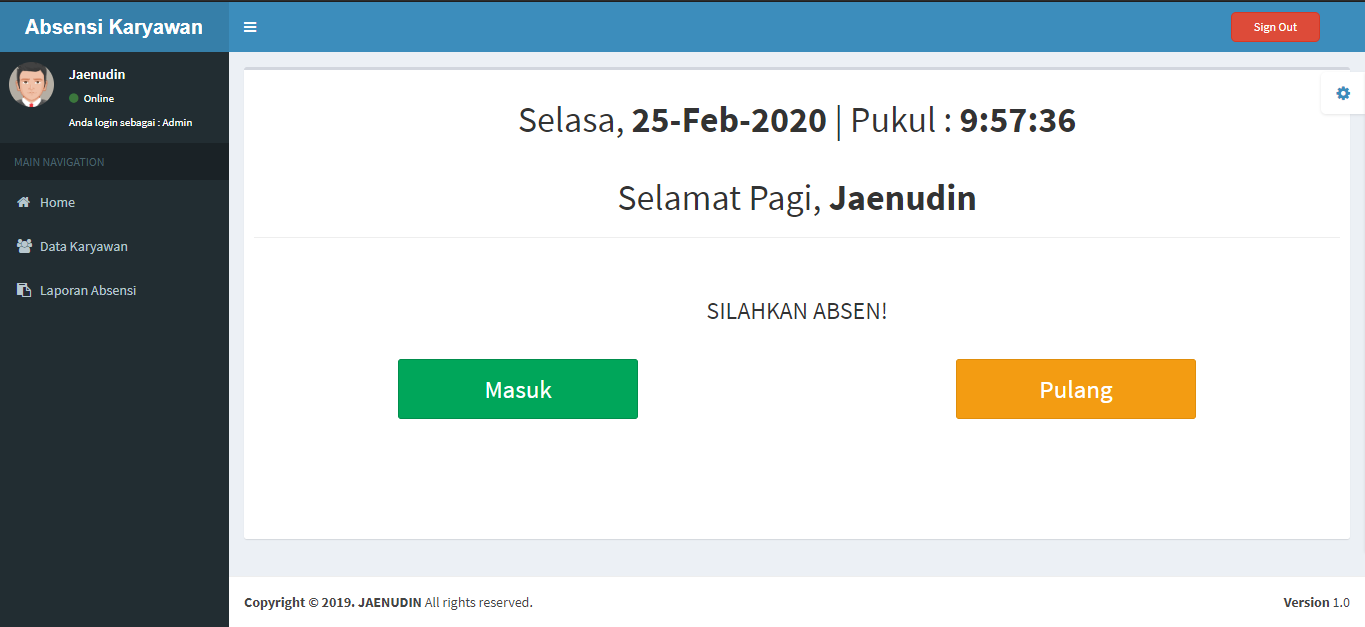 Absensi Karyawan
Sign Out
Jaenudin
Online
Anda login sebagai : Admin
MAIN NAVIGATION
Home
Data Karyawan
Laporan Absensi
Selasa, 25-Feb-2020 | Pukul : 9:57:36
Selamat Pagi, Jaenudin
SILAHKAN ABSEN!
Masuk
Pulang
Copyright © 2019. JAENUDIN All rights reserved.
Version 1.0